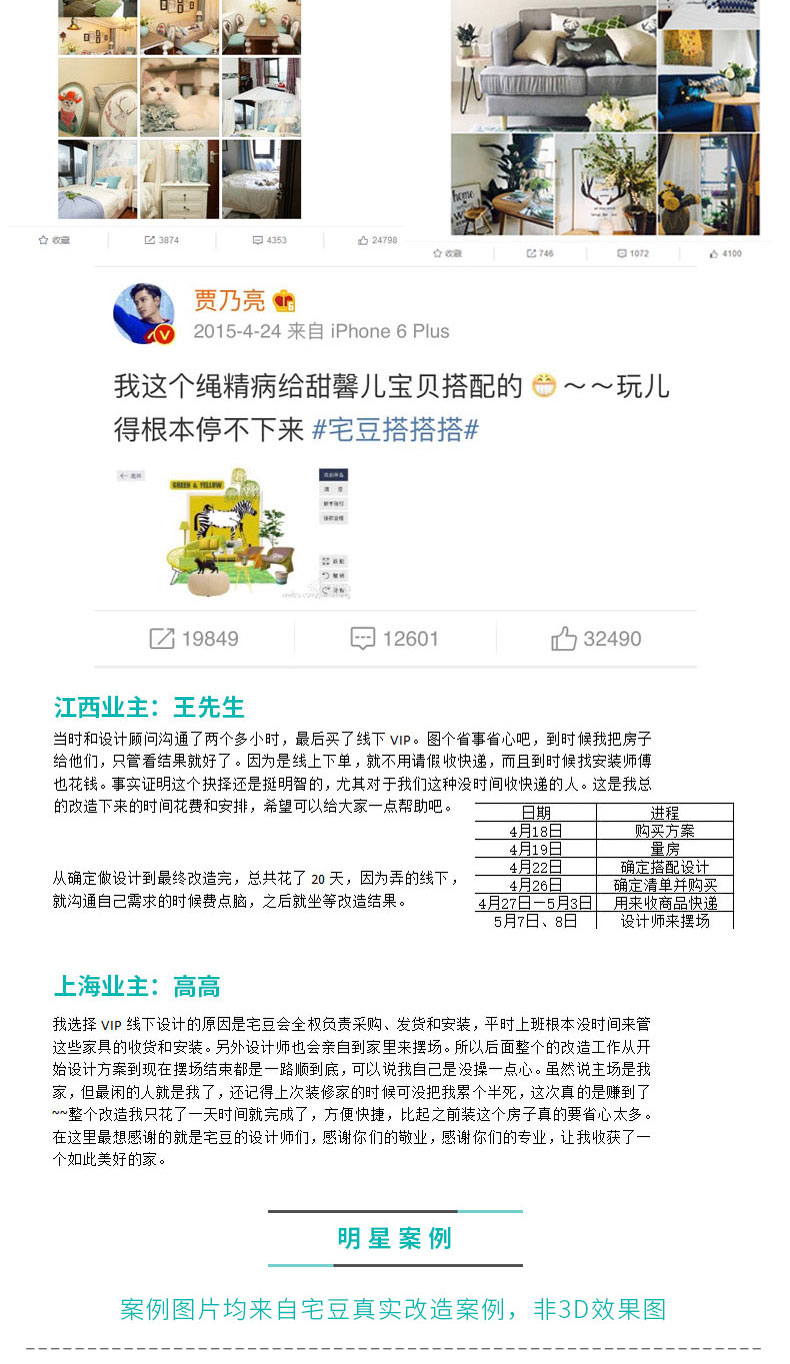 收藏 3874 4353 24798
收藏 746 1072 4100
贾乃亮
2015-4-24 来自 iPhone 6 Plus
我这个绳精病给甜馨儿宝贝搭配的 ～～玩儿
得根本停不下来 #宅豆搭搭搭#
GREEN & YELLOW
19849 12601 32490
江西业主：王先生
当时和设计顾问沟通了两个多小时，最后买了线下 VIP。图个省事省心吧，到时候我把房子
给他们，只管看结果就好了。因为是线上下单，就不用请假收快递，而且到时候找安装师傅
也花钱。事实证明这个抉择还是挺明智的，尤其对于我们这种没时间收快递的人。这是我总
的改造下来的时间花费和安排，希望可以给大家一点帮助吧。
日期 进程
4月18日 购买方案
4月19日 量房
4月22日 确定搭配设计
4月26日 确定清单并购买
4月27日—5月3日 用来收商品快递
5月7日、8日 设计师来摆场
从确定做设计到最终改造完，总共花了 20 天，因为弄的线下，
就沟通自己需求的时候费点脑，之后就坐等改造结果。
上海业主：高高
我选择 VIP 线下设计的原因是宅豆会全权负责采购、发货和安装，平时上班根本没时间来管
这些家具的收货和安装。另外设计师也会亲自到家里来摆场。所以后面整个的改造工作从开
始设计方案到现在摆场结束都是一路顺到底，可以说我自己是没操一点心。虽然说主场是我
家，但最闲的人就是我了，还记得上次装修家的时候可没把我累个半死，这次真的是赚到了
~~整个改造我只花了一天时间就完成了，方便快捷，比起之前装这个房子真的要省心太多。
在这里最想感谢的就是宅豆的设计师们，感谢你们的敬业，感谢你们的专业，让我收获了一
个如此美好的家。
明星案例
案例图片均来自宅豆真实改造案例，非3D效果图